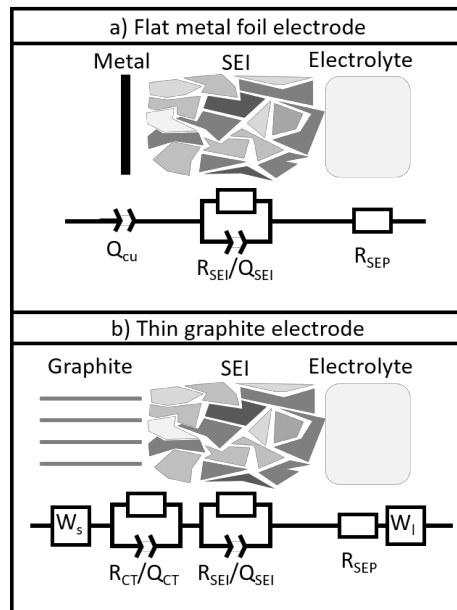 a) Flat metal foil electrode
Metal SEI Electrolyte
Q_cu R_SEI/Q_SEI R_SEP
b) Thin graphite electrode
Graphite SEI Electrolyte
W_s W_l
R_CT/Q_CT R_SEI/Q_SEI R_SEP